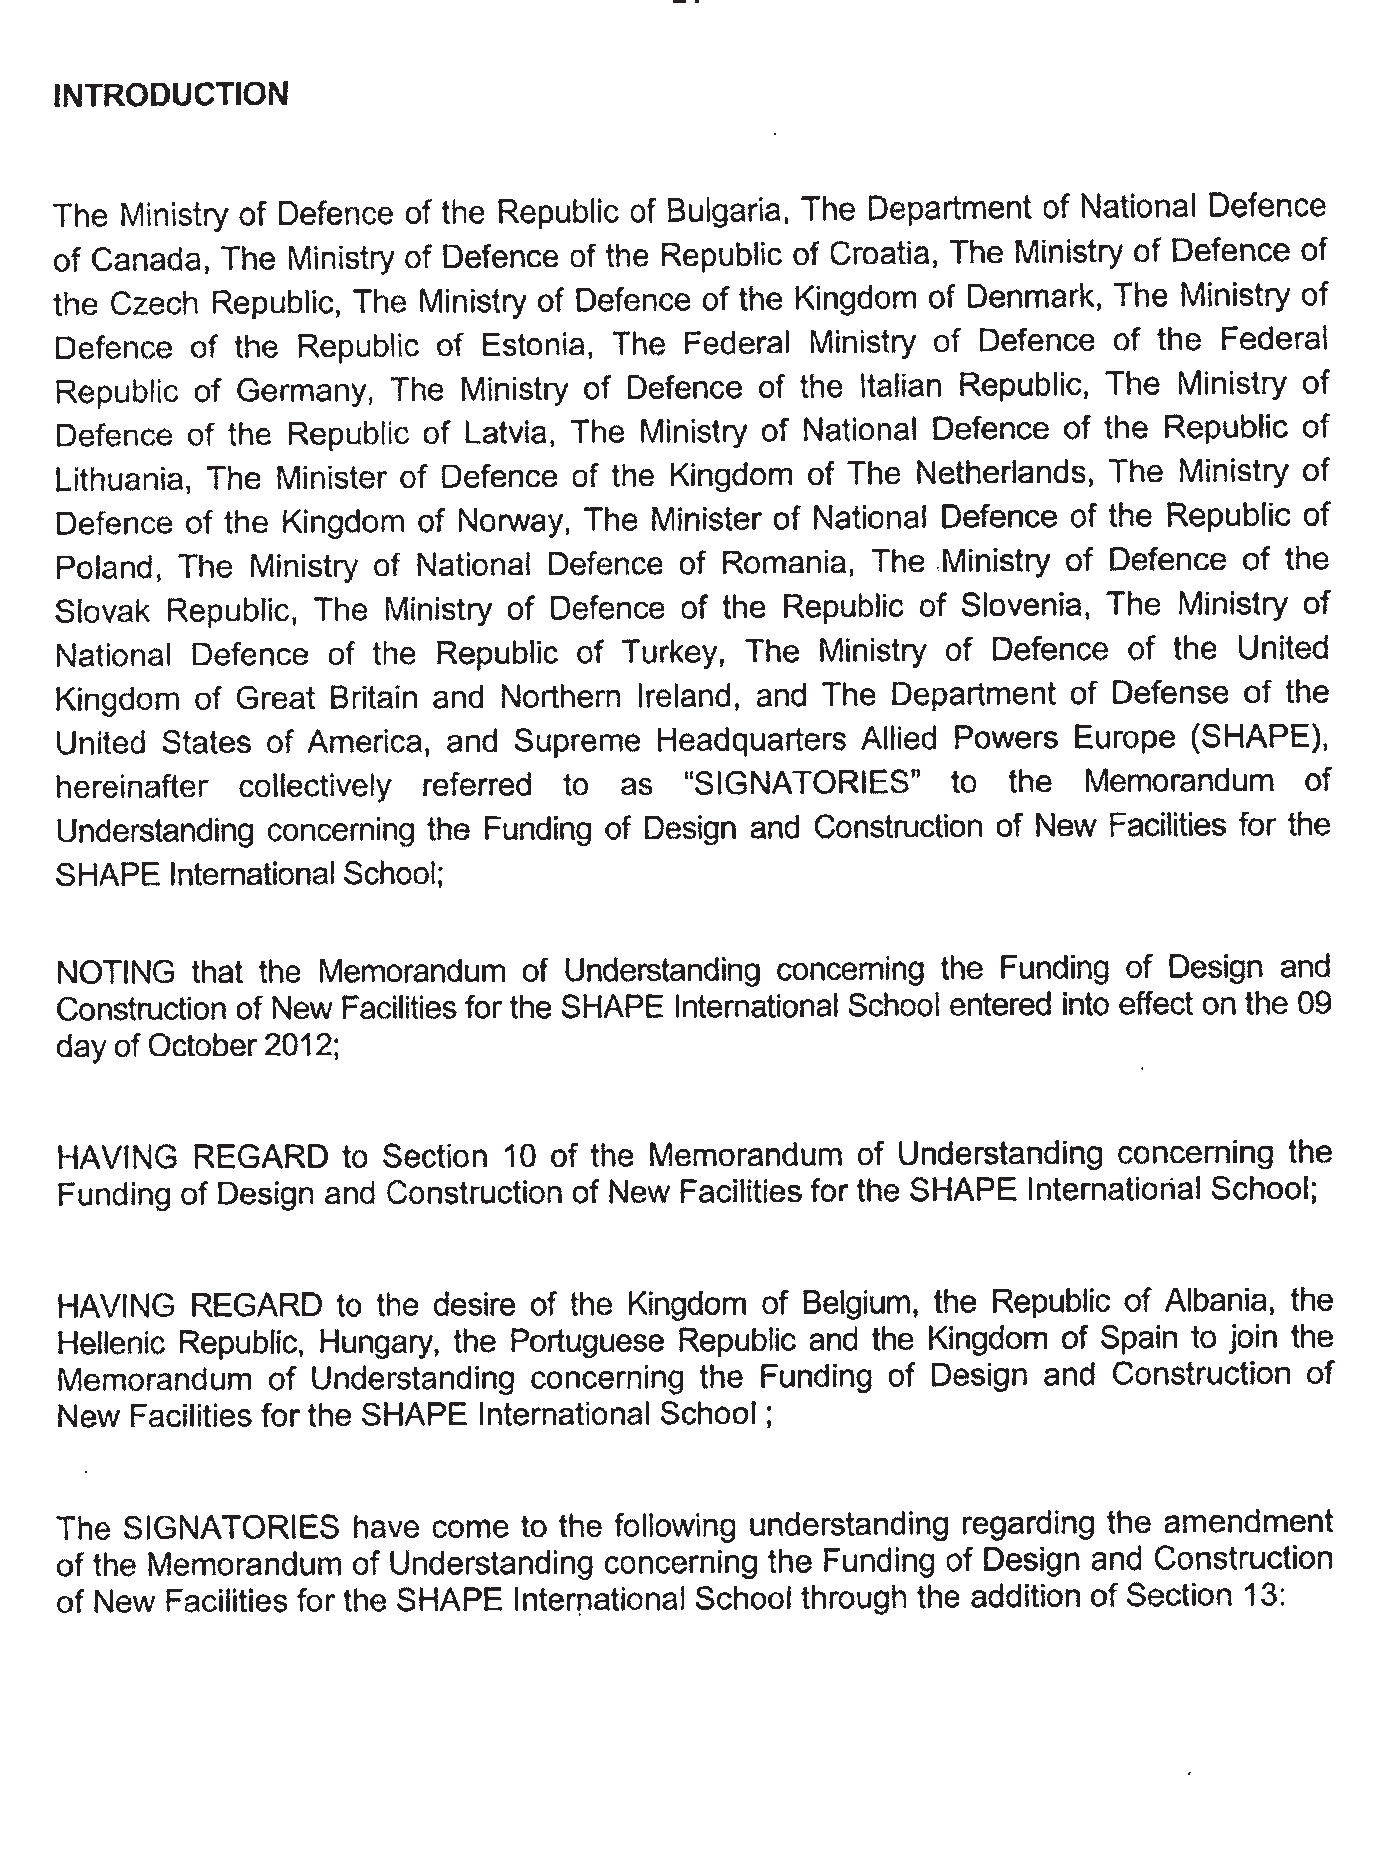 INTRODUCTION
The Ministry of Defence of the Republic of Bulgaria, The Department of National Defence
of Canada, The Ministry of Defence of the Republic of Croatia, The Ministry of Defence of
the Czech Republic, The Ministry of Defence of the Kingdom of Denmark, The Ministry of
Defence of the Republic of Estonia, The Federal Ministry of Defence of the Federal
Republic of Germany, The Ministry of Defence of the Italian Republic, The Ministry of
Defence of the Republic of Latvia, The Ministry of National Defence of the Republic of
Lithuania, The Minister of Defence of the Kingdom of The Netherlands, The Ministry of
Defence of the Kingdom of Norway, The Minister of National Defence of the Republic of
Poland, The Ministry of National Defence of Romania, The Ministry of Defence of the
Slovak Republic, The Ministry of Defence of the Republic of Slovenia, The Ministry of
National Defence of the Republic of Turkey, The Ministry of Defence of the United
Kingdom of Great Britain and Northern Ireland, and The Department of Defense of the
United States of America, and Supreme Headquarters Allied Powers Europe (SHAPE),
hereinafter collectively referred to as "SIGNATORIES" to the Memorandum of
Understanding concerning the Funding of Design and Construction of New Facilities for the
SHAPE International School;
NOTING that the Memorandum of Understanding concerning the Funding of Design and
Construction of New Facilities for the SHAPE International School entered into effect on the 09
day of October 2012;
HAVING REGARD to Section 10 of the Memorandum of Understanding concerning the
Funding of Design and Construction of New Facilities for the SHAPE International School;
HAVING REGARD to the desire of the Kingdom of Belgium, the Republic of Albania, the
Hellenic Republic, Hungary, the Portuguese Republic and the Kingdom of Spain to join the
Memorandum of Understanding concerning the Funding of Design and Construction of
New Facilities for the SHAPE International School ;
The SIGNATORIES have come to the following understanding regarding the amendment
of the Memorandum of Understanding concerning the Funding of Design and Construction
of New Facilities for the SHAPE International School through the addition of Section 13: